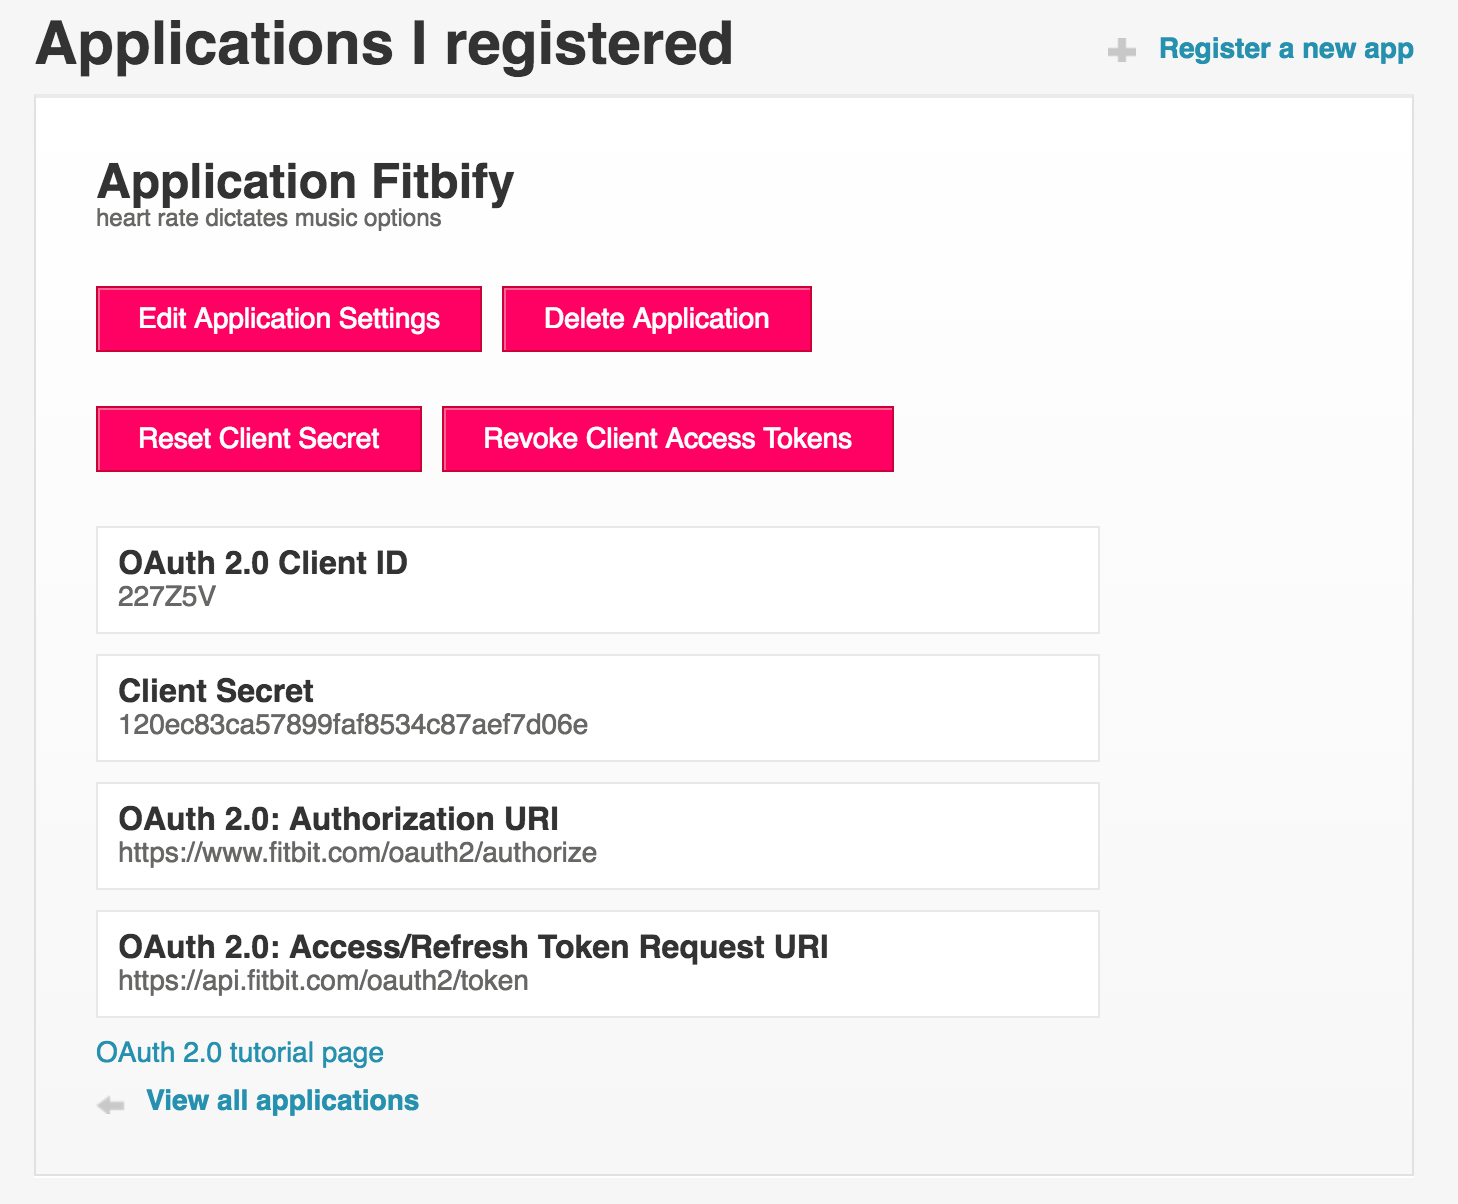 Applications I registered
Register a new app
Application Fitbify
heart rate dictates music options
Edit Application Settings
Delete Application
Reset Client Secret
Revoke Client Access Tokens
OAuth 2.0 Client ID
227Z5V
Client Secret
120ec83ca57899faf8534c87aef7d06e
OAuth 2.0: Authorization URI
https://www.fitbit.com/oauth2/authorize
OAuth 2.0: Access/Refresh Token Request URI
https://api.fitbit.com/oauth2/token
OAuth 2.0 tutorial page
View all applications